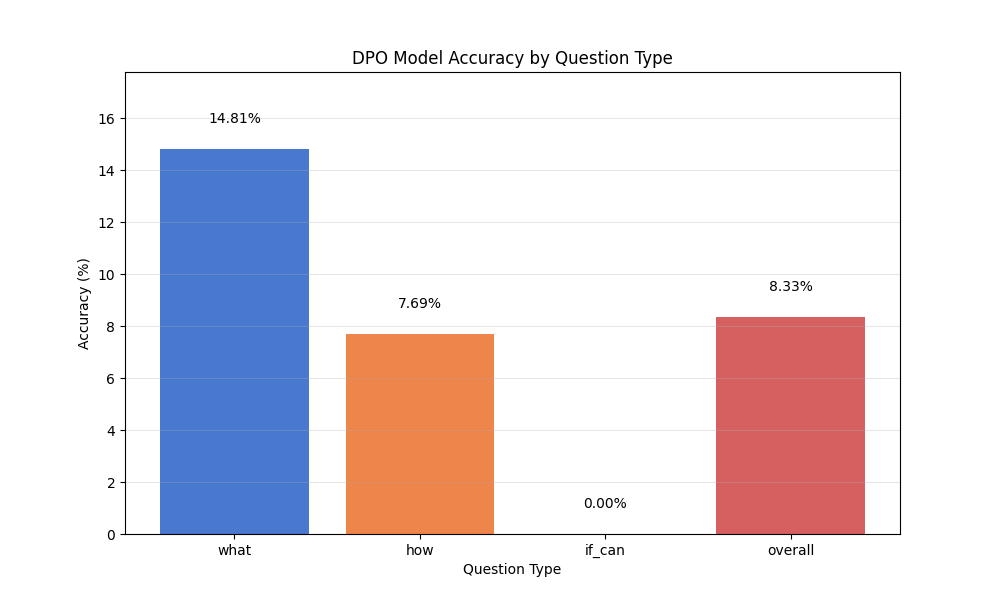 DPO Model Accuracy by Question Type
Accuracy (%)
16
14
12
10
8
6
4
2
0
14.81%
7.69%
0.00%
8.33%
what
how
if_can
overall
Question Type